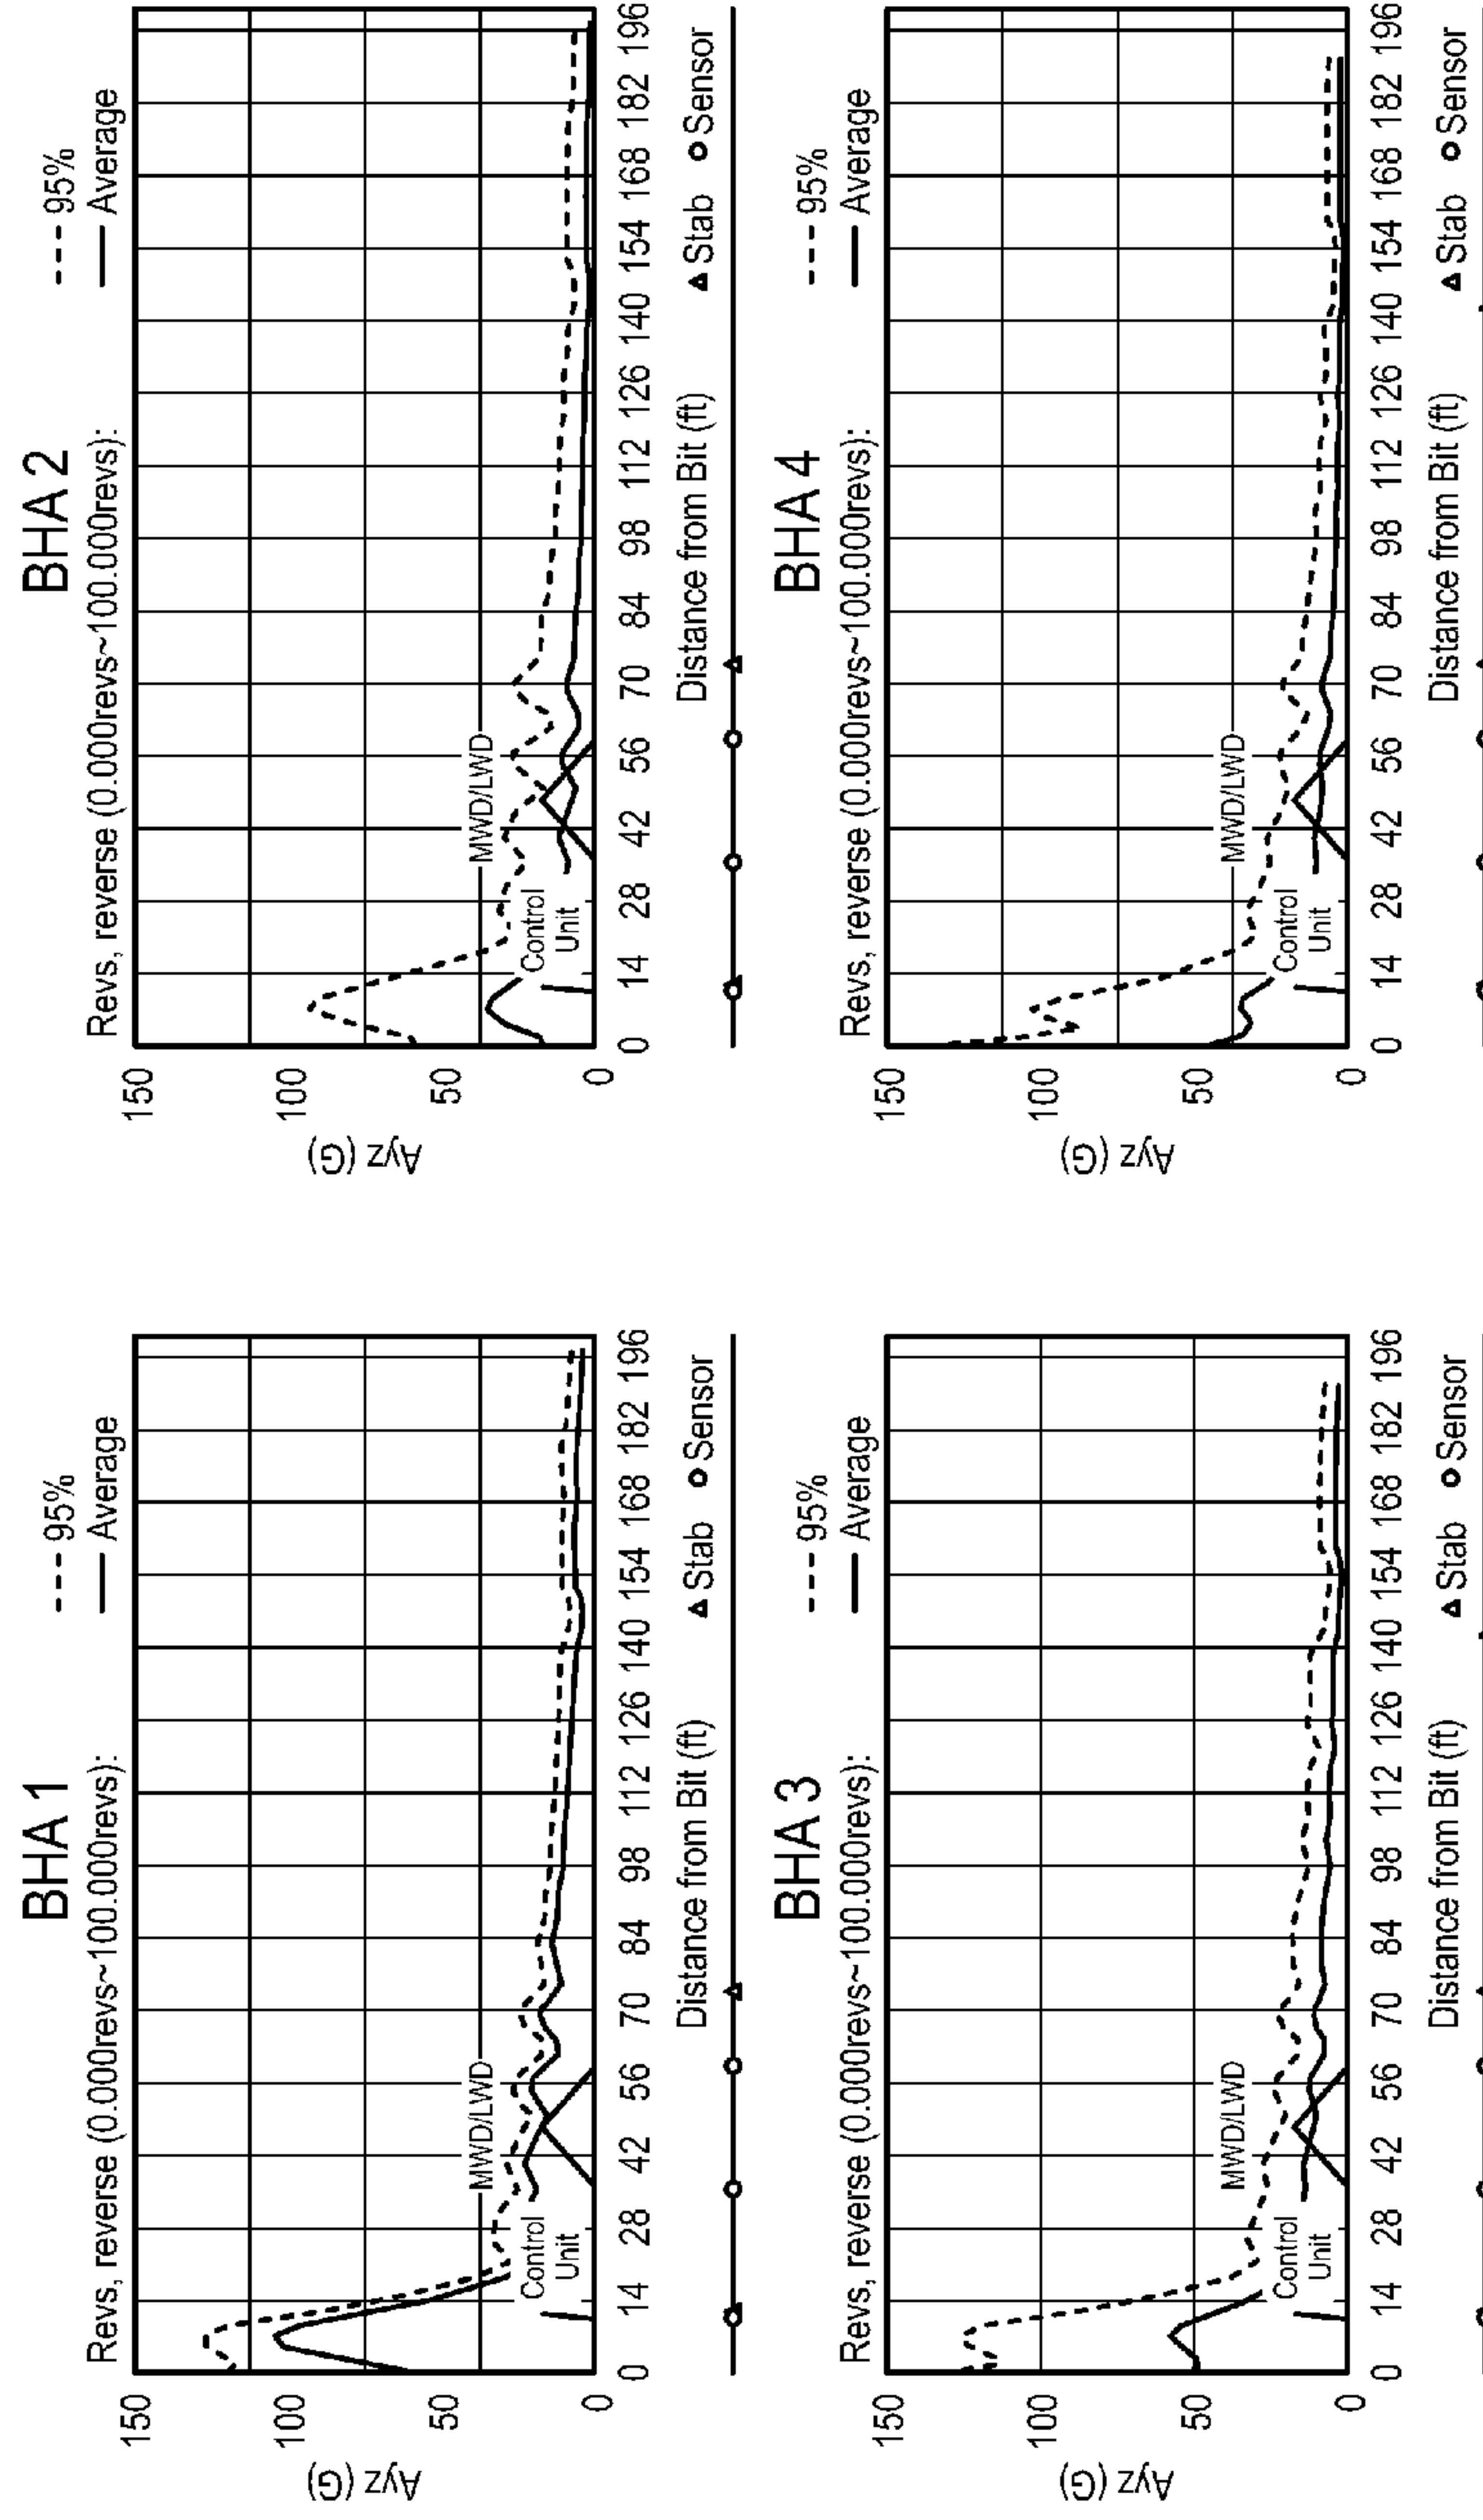 BHA 1
Revs, reverse (0.000revs~100.000revs):
95%
Average
Ayz (G)
150
100
50
0
MWD/LWD
Control
Unit
0 14 28 42 56 70 84 98 112 126 140 154 168 182 196
Distance from Bit (ft)
Stab
Sensor
BHA 2
Revs, reverse (0.000revs~100.000revs):
95%
Average
Ayz (G)
150
100
50
0
MWD/LWD
Control
Unit
0 14 28 42 56 70 84 98 112 126 140 154 168 182 196
Distance from Bit (ft)
Stab
Sensor
BHA 3
Revs, reverse (0.000revs~100.000revs):
95%
Average
Ayz (G)
150
100
50
0
MWD/LWD
Control
Unit
0 14 28 42 56 70 84 98 112 126 140 154 168 182 196
Distance from Bit (ft)
Stab
Sensor
BHA 4
Revs, reverse (0.000revs~100.000revs):
95%
Average
Ayz (G)
150
100
50
0
MWD/LWD
Control
Unit
0 14 28 42 56 70 84 98 112 126 140 154 168 182 196
Distance from Bit (ft)
Stab
Sensor